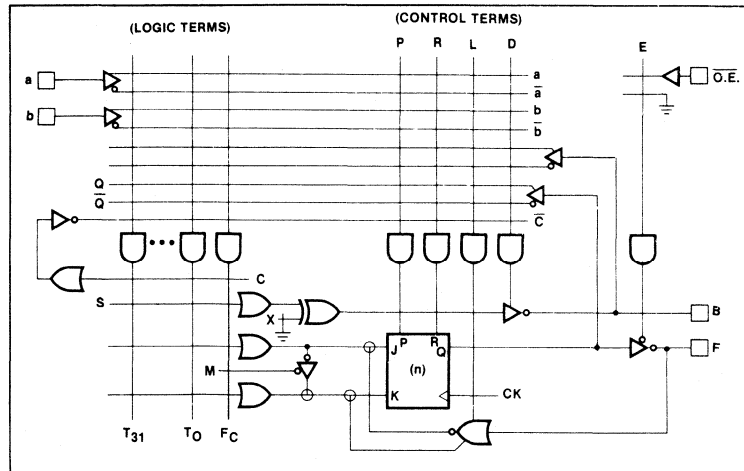 (LOGIC TERMS)
(CONTROL TERMS)
P R L D E
a a
O.E.
a̅
b b
b̅
Q
Q̅
C̅
C
S
X
B
P R
J Q
F
(n)
M
K CK
T31 T0 FC